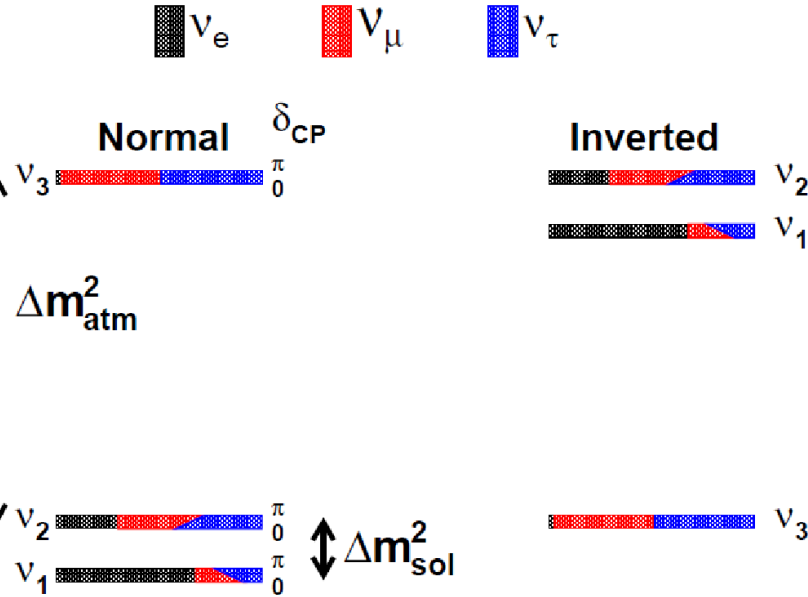 νe νμ ντ
Normal δCP Inverted
ν3 π 0 ν2
ν1
Δm²atm
ν2 π 0 Δm²sol ν3
ν1 π 0